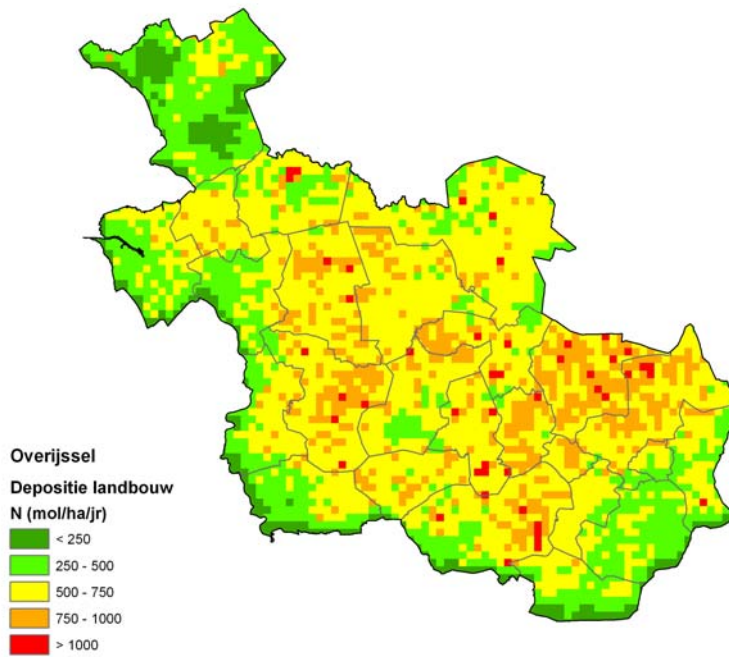 Overijssel
Depositie landbouw
N (mol/ha/jr)
< 250
250 - 500
500 - 750
750 - 1000
> 1000